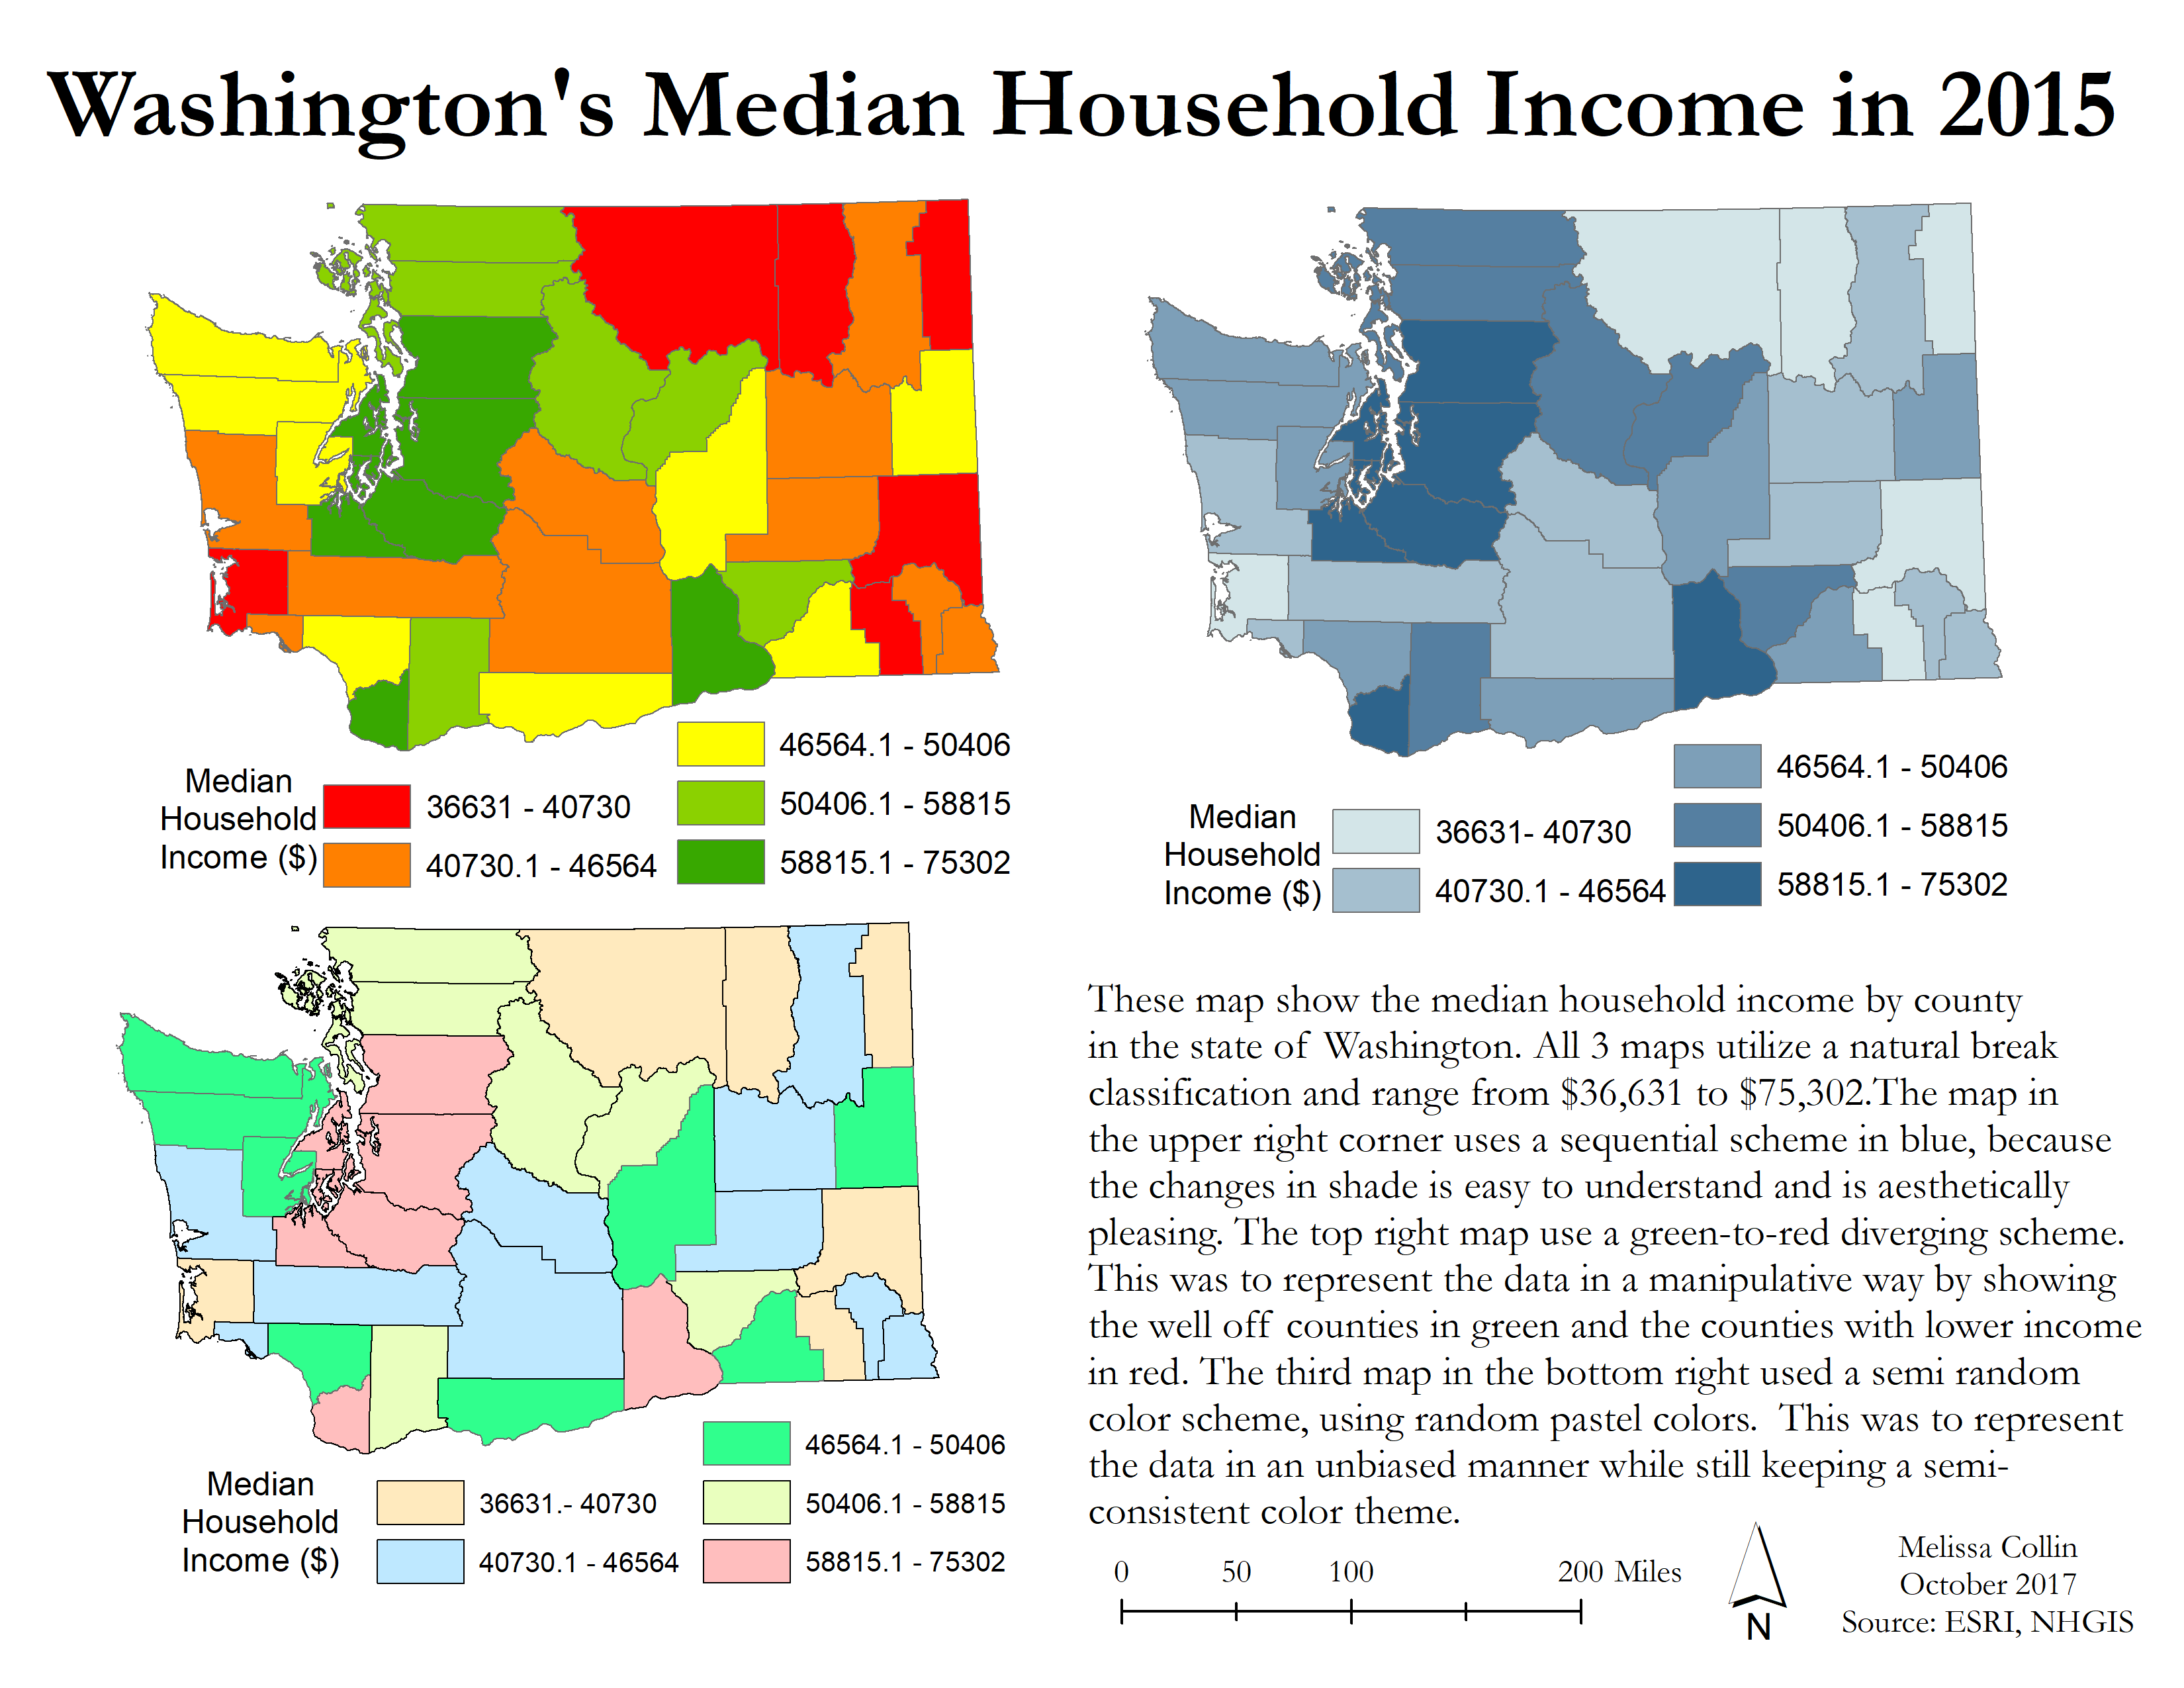 Washington's Median Household Income in 2015
Median
Household
Income ($)
36631 - 40730
40730.1 - 46564
46564.1 - 50406
50406.1 - 58815
58815.1 - 75302
Median
Household
Income ($)
36631- 40730
40730.1 - 46564
46564.1 - 50406
50406.1 - 58815
58815.1 - 75302
Median
Household
Income ($)
36631.- 40730
40730.1 - 46564
46564.1 - 50406
50406.1 - 58815
58815.1 - 75302
These map show the median household income by county
in the state of Washington. All 3 maps utilize a natural break
classification and range from $36,631 to $75,302.The map in
the upper right corner uses a sequential scheme in blue, because
the changes in shade is easy to understand and is aesthetically
pleasing. The top right map use a green-to-red diverging scheme.
This was to represent the data in a manipulative way by showing
the well off counties in green and the counties with lower income
in red. The third map in the bottom right used a semi random
color scheme, using random pastel colors. This was to represent
the data in an unbiased manner while still keeping a semi-
consistent color theme.
0 50 100 200 Miles
N
Melissa Collin
October 2017
Source: ESRI, NHGIS